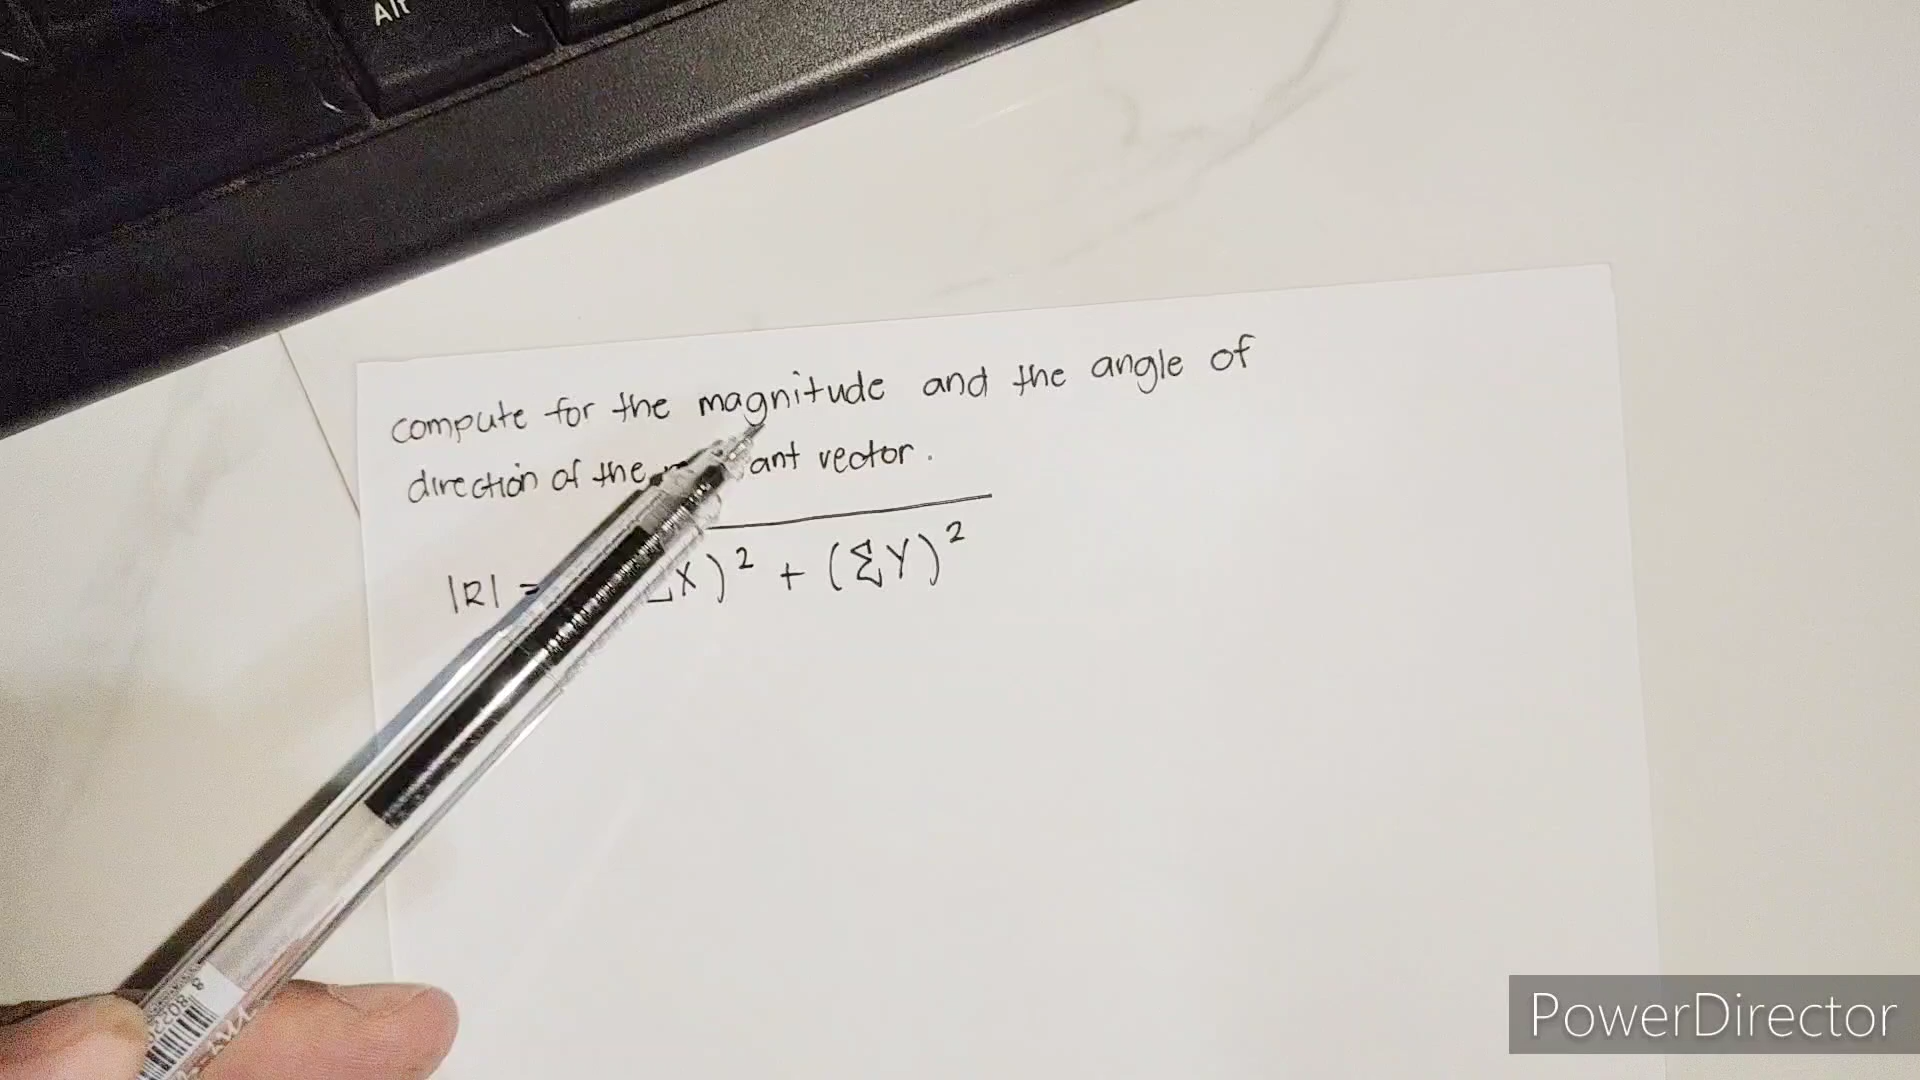 Alt
compute for the magnitude and the angle of
direction of the ant vector.
|R| = X)² + (ΣY)²
PowerDirector